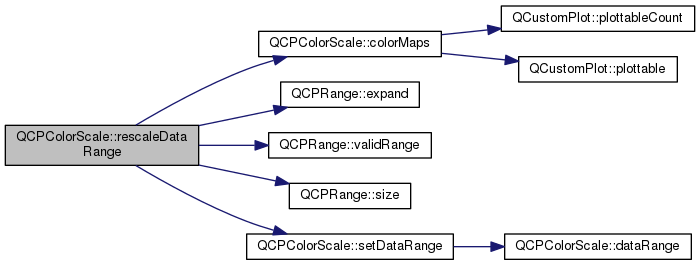 QCPColorScale::rescaleData
Range
QCPColorScale::colorMaps
QCustomPlot::plottableCount
QCustomPlot::plottable
QCPRange::expand
QCPRange::validRange
QCPRange::size
QCPColorScale::setDataRange
QCPColorScale::dataRange